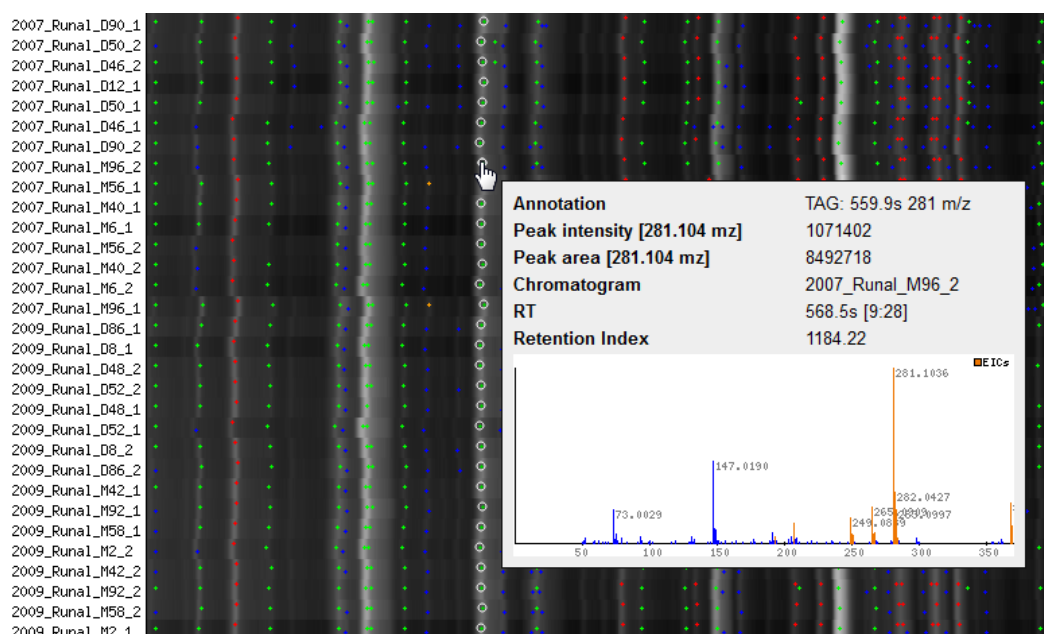 2007_Runal_D90_1
2007_Runal_D50_2
2007_Runal_D46_2
2007_Runal_D12_1
2007_Runal_D50_1
2007_Runal_D46_1
2007_Runal_D90_2
2007_Runal_M96_2
2007_Runal_M56_1
2007_Runal_M40_1
2007_Runal_M6_1
2007_Runal_M56_2
2007_Runal_M40_2
2007_Runal_M6_2
2007_Runal_M96_1
2009_Runal_D86_1
2009_Runal_D8_1
2009_Runal_D48_2
2009_Runal_D52_2
2009_Runal_D48_1
2009_Runal_D52_1
2009_Runal_D8_2
2009_Runal_D86_2
2009_Runal_M42_1
2009_Runal_M92_1
2009_Runal_M58_1
2009_Runal_M2_2
2009_Runal_M42_2
2009_Runal_M92_2
2009_Runal_M58_2
2009_Runal_M2_1
Annotation TAG: 559.9s 281 m/z
Peak intensity [281.104 mz] 1071402
Peak area [281.104 mz] 8492718
Chromatogram 2007_Runal_M96_2
RT 568.5s [9:28]
Retention Index 1184.22
EICs
281.1036
147.0190
282.0427
73.0029
50 100 150 200 250 300 35